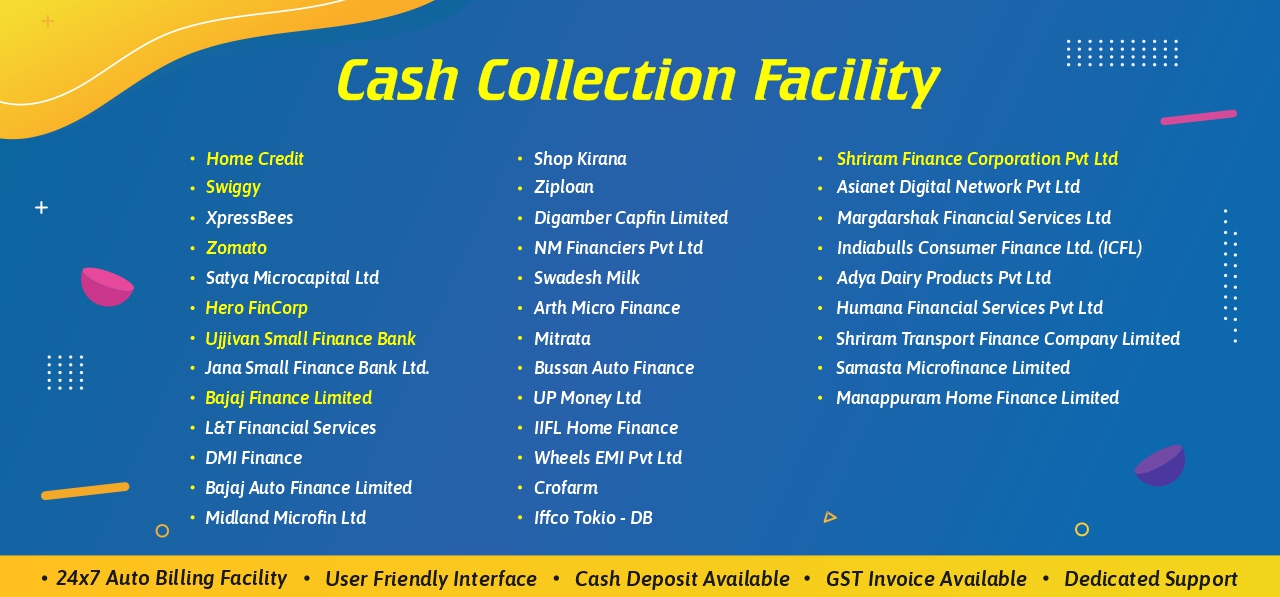 Cash Collection Facility
• Home Credit
• Swiggy
• XpressBees
• Zomato
• Satya Microcapital Ltd
• Hero FinCorp
• Ujjivan Small Finance Bank
• Jana Small Finance Bank Ltd.
• Bajaj Finance Limited
• L&T Financial Services
• DMI Finance
• Bajaj Auto Finance Limited
• Midland Microfin Ltd
• Shop Kirana
• Ziploan
• Digamber Capfin Limited
• NM Financiers Pvt Ltd
• Swadesh Milk
• Arth Micro Finance
• Mitrata
• Bussan Auto Finance
• UP Money Ltd
• IIFL Home Finance
• Wheels EMI Pvt Ltd
• Crofarm
• Iffco Tokio - DB
• Shriram Finance Corporation Pvt Ltd
• Asianet Digital Network Pvt Ltd
• Margdarshak Financial Services Ltd
• Indiabulls Consumer Finance Ltd. (ICFL)
• Adya Dairy Products Pvt Ltd
• Humana Financial Services Pvt Ltd
• Shriram Transport Finance Company Limited
• Samasta Microfinance Limited
• Manappuram Home Finance Limited
• 24x7 Auto Billing Facility • User Friendly Interface • Cash Deposit Available • GST Invoice Available • Dedicated Support